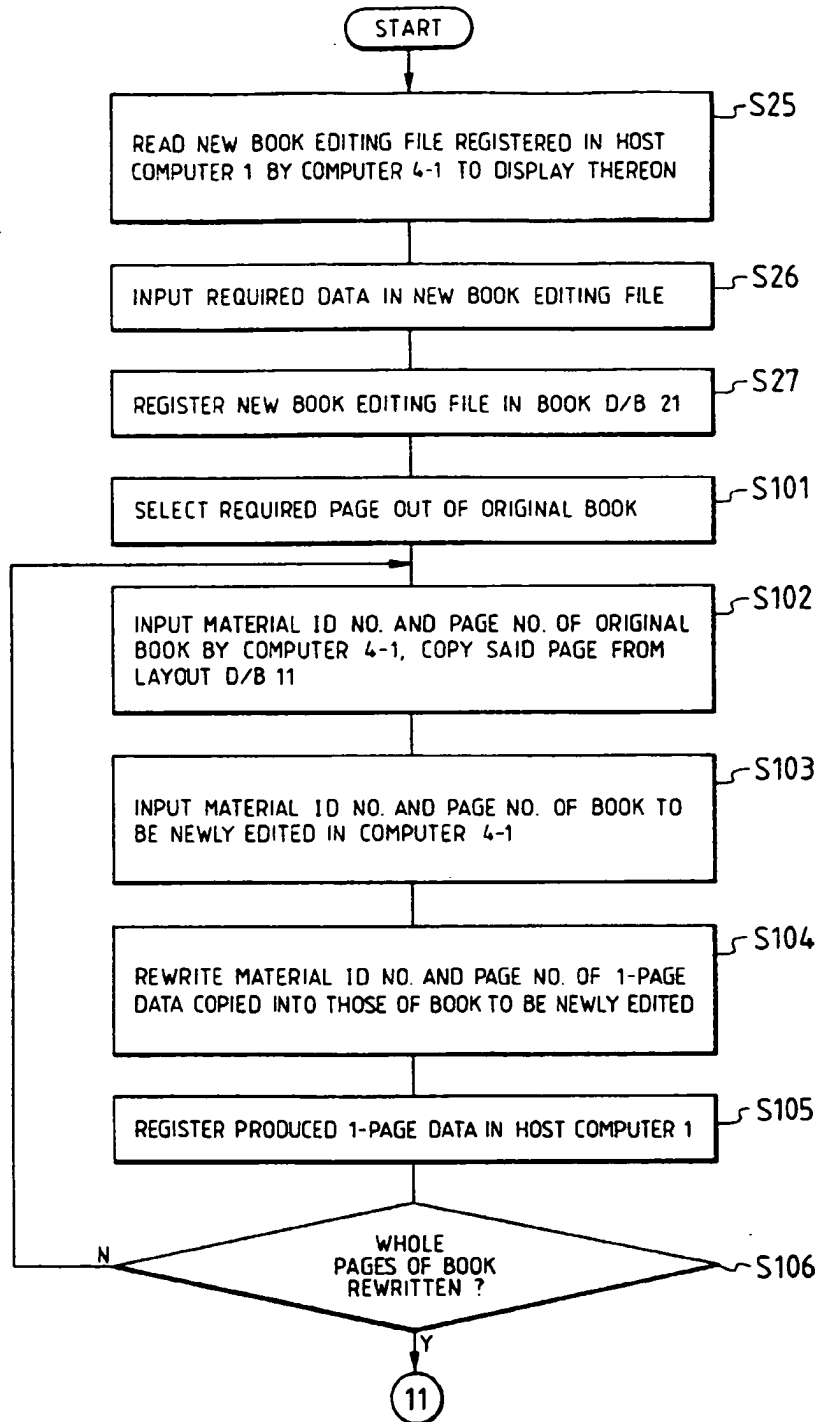 START
S25
READ NEW BOOK EDITING FILE REGISTERED IN HOST
COMPUTER 1 BY COMPUTER 4-1 TO DISPLAY THEREON
S26
INPUT REQUIRED DATA IN NEW BOOK EDITING FILE
S27
REGISTER NEW BOOK EDITING FILE IN BOOK D/B 21
S101
SELECT REQUIRED PAGE OUT OF ORIGINAL BOOK
S102
INPUT MATERIAL ID NO. AND PAGE NO. OF ORIGINAL
BOOK BY COMPUTER 4-1, COPY SAID PAGE FROM
LAYOUT D/B 11
S103
INPUT MATERIAL ID NO. AND PAGE NO. OF BOOK TO
BE NEWLY EDITED IN COMPUTER 4-1
S104
REWRITE MATERIAL ID NO. AND PAGE NO. OF 1-PAGE
DATA COPIED INTO THOSE OF BOOK TO BE NEWLY EDITED
S105
REGISTER PRODUCED 1-PAGE DATA IN HOST COMPUTER 1
N
WHOLE
PAGES OF BOOK
REWRITTEN ?
S106
Y
11